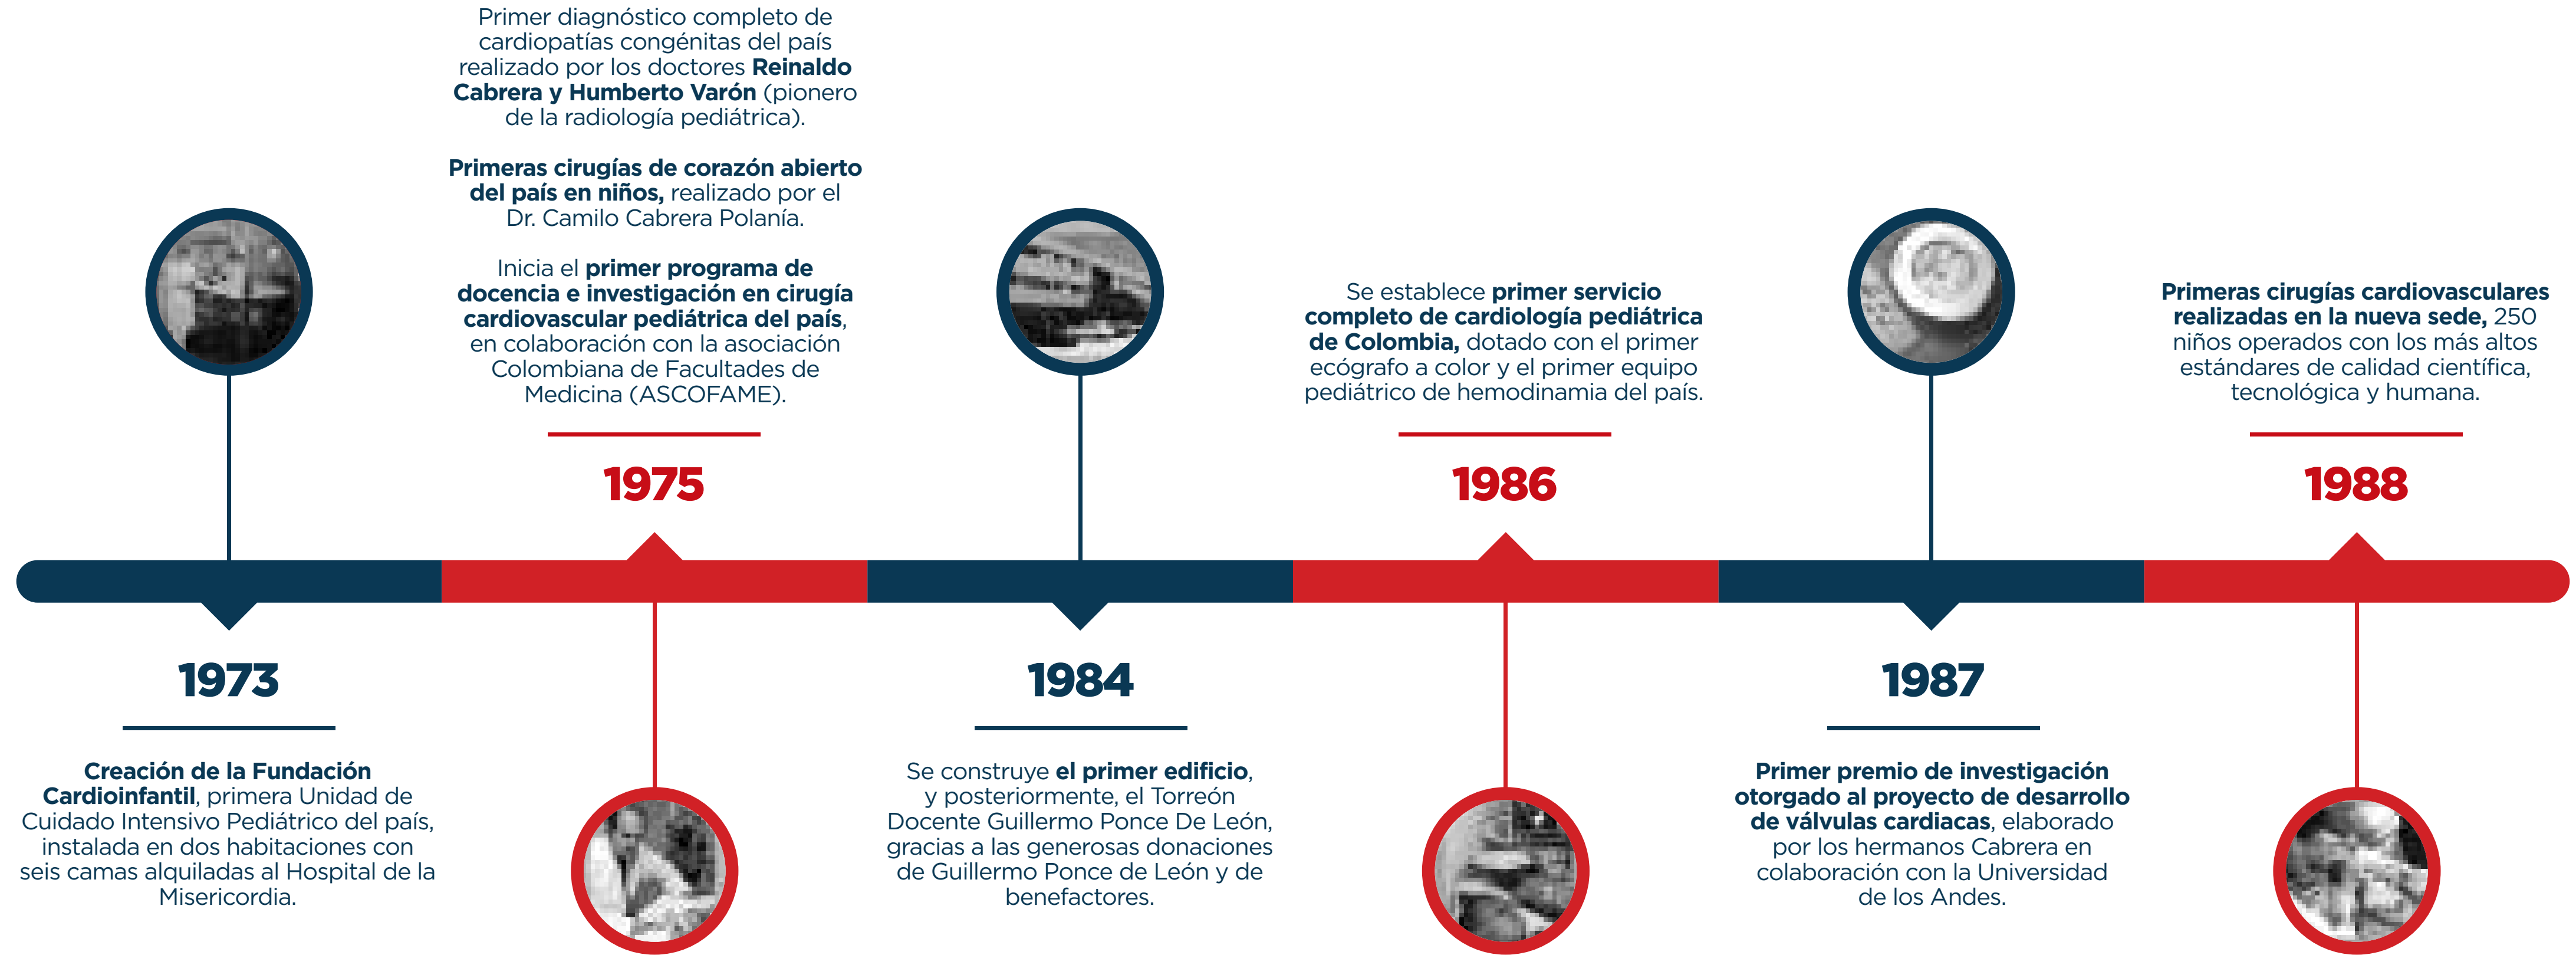 1973
Creación de la Fundación
Cardioinfantil, primera Unidad de
Cuidado Intensivo Pediátrico del país,
instalada en dos habitaciones con
seis camas alquiladas al Hospital de la
Misericordia.
Primer diagnóstico completo de
cardiopatías congénitas del país
realizado por los doctores Reinaldo
Cabrera y Humberto Varón (pionero
de la radiología pediátrica).
Primeras cirugías de corazón abierto
del país en niños, realizado por el
Dr. Camilo Cabrera Polanía.
Inicia el primer programa de
docencia e investigación en cirugía
cardiovascular pediátrica del país,
en colaboración con la asociación
Colombiana de Facultades de
Medicina (ASCOFAME).
1975
1984
Se construye el primer edificio,
y posteriormente, el Torreón
Docente Guillermo Ponce De León,
gracias a las generosas donaciones
de Guillermo Ponce de León y de
benefactores.
Se establece primer servicio
completo de cardiología pediátrica
de Colombia, dotado con el primer
ecógrafo a color y el primer equipo
pediátrico de hemodinamia del país.
1986
1987
Primer premio de investigación
otorgado al proyecto de desarrollo
de válvulas cardiacas, elaborado
por los hermanos Cabrera en
colaboración con la Universidad
de los Andes.
Primeras cirugías cardiovasculares
realizadas en la nueva sede, 250
niños operados con los más altos
estándares de calidad científica,
tecnológica y humana.
1988